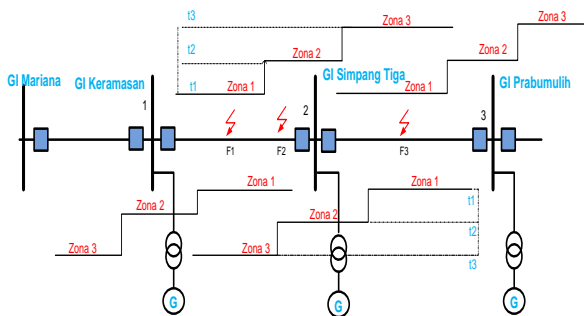 t3
Zona 3
Zona 3
t2
Zona 2
Zona 2
GI Mariana
GI Keramasan
t1
Zona 1
GI Simpang Tiga
Zona 1
GI Prabumulih
1
2
3
F1
F2
F3
Zona 1
Zona 1
t1
Zona 2
Zona 2
t2
Zona 3
Zona 3
t3
G
G
G